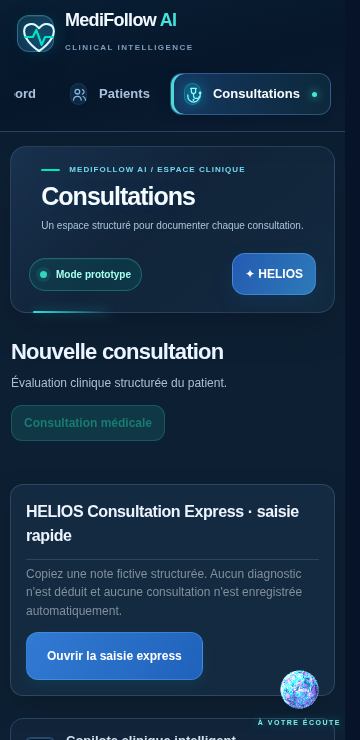 MediFollow AI
CLINICAL INTELLIGENCE
ord
Patients
Consultations
MEDIFOLLOW AI / ESPACE CLINIQUE
Consultations
Un espace structuré pour documenter chaque consultation.
Mode prototype
✦ HELIOS
Nouvelle consultation
Évaluation clinique structurée du patient.
Consultation médicale
HELIOS Consultation Express · saisie
rapide
Copiez une note fictive structurée. Aucun diagnostic
n'est déduit et aucune consultation n'est enregistrée
automatiquement.
Ouvrir la saisie express
À VOTRE ÉCOUTE
Copilote clinique intelligent